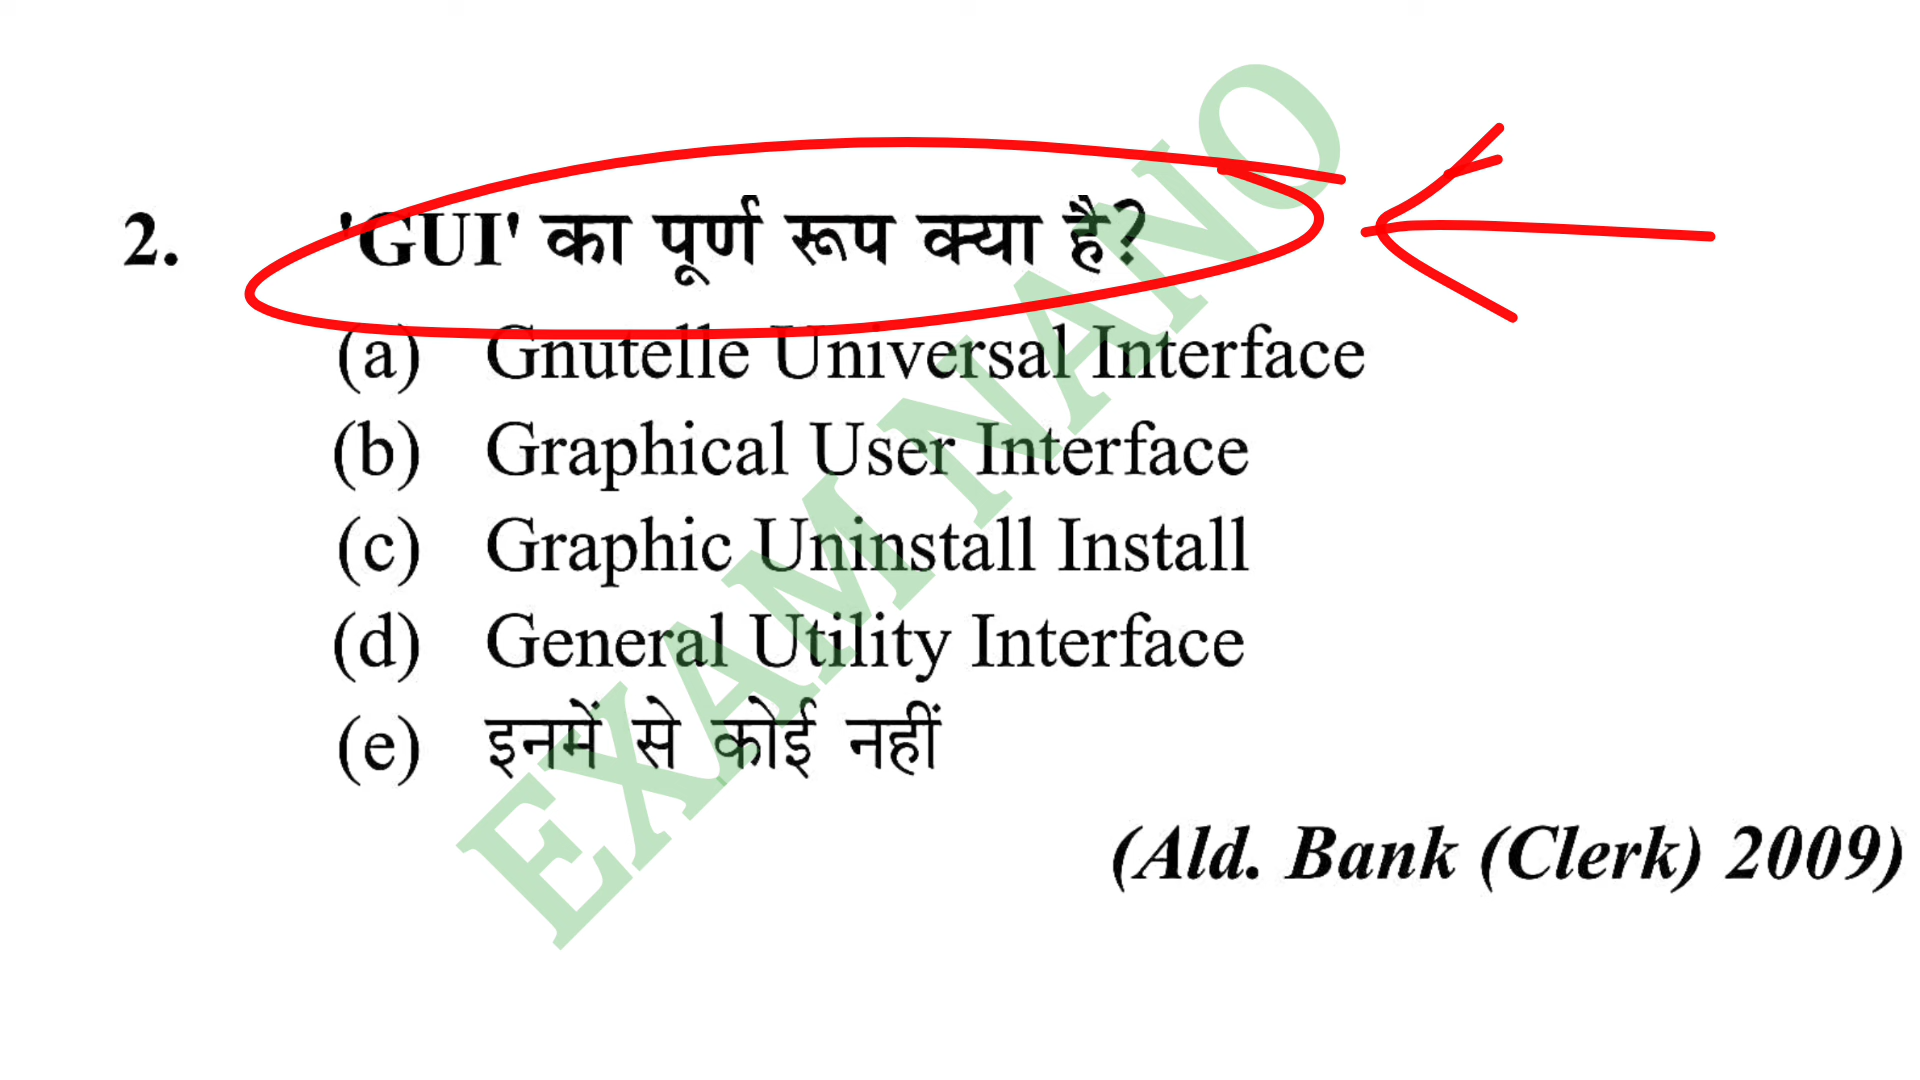 2. 'GUI' का पूर्ण रूप क्या है?
(a) Gnutelle Universal Interface
(b) Graphical User Interface
(c) Graphic Uninstall Install
(d) General Utility Interface
(e) इनमें से कोई नहीं
(Ald. Bank (Clerk) 2009)
EXAM NANO